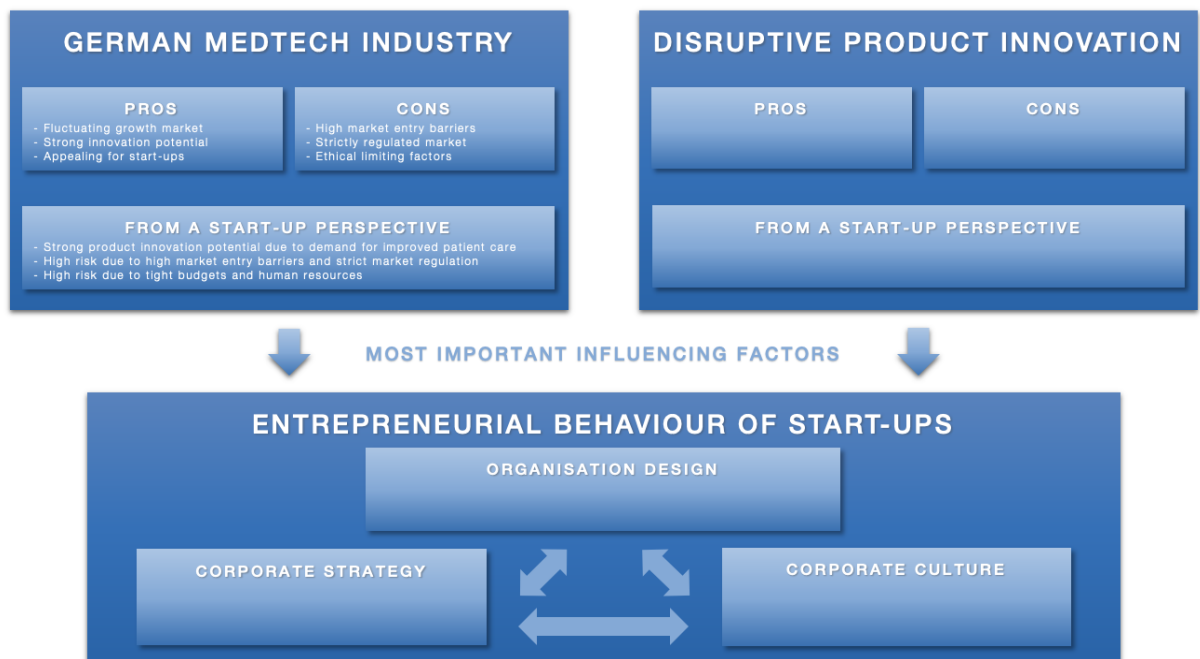 GERMAN MEDTECH INDUSTRY
PROS
- Fluctuating growth market
- Strong innovation potential
- Appealing for start-ups
CONS
- High market entry barriers
- Strictly regulated market
- Ethical limiting factors
FROM A START-UP PERSPECTIVE
- Strong product innovation potential due to demand for improved patient care
- High risk due to high market entry barriers and strict market regulation
- High risk due to tight budgets and human resources
DISRUPTIVE PRODUCT INNOVATION
PROS
CONS
FROM A START-UP PERSPECTIVE
MOST IMPORTANT INFLUENCING FACTORS
ENTREPRENEURIAL BEHAVIOUR OF START-UPS
ORGANISATION DESIGN
CORPORATE STRATEGY
CORPORATE CULTURE